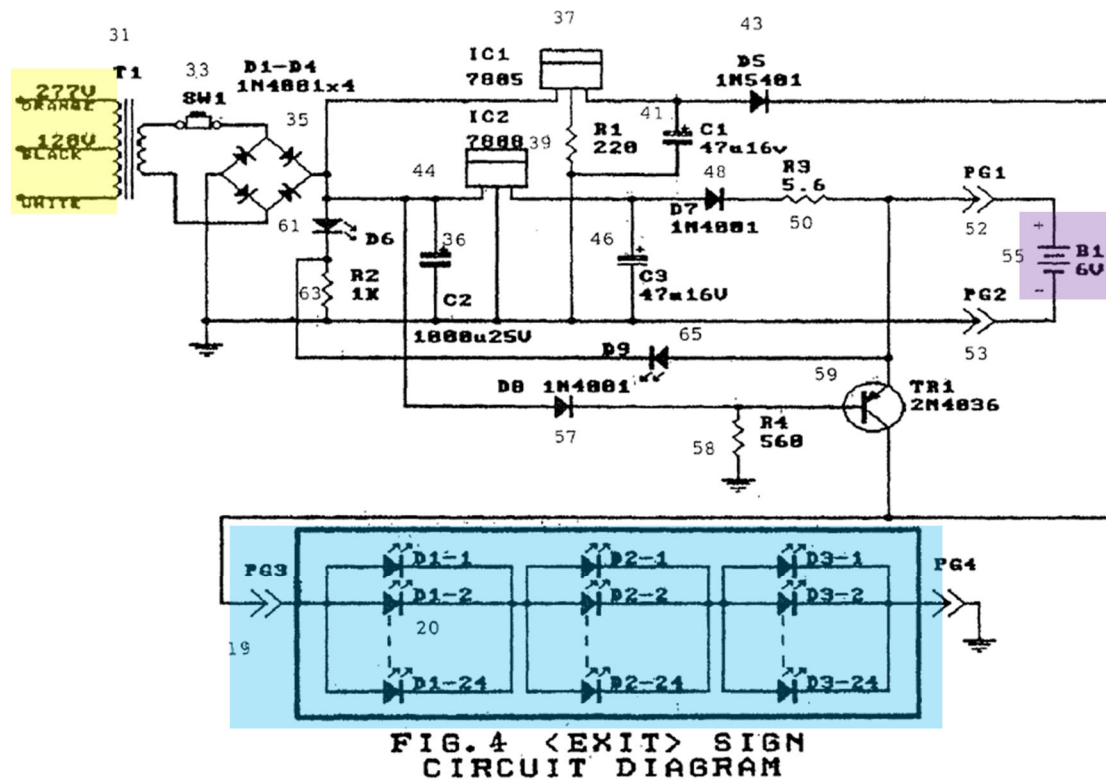 31
T1
277V
ORANGE
120V
BLACK
WHITE
33
SW1
D1-D4
1N4001x4
35
37
IC1
7805
IC2
7808
39
R1
220
41
C1
47u16v
43
D5
1N5401
44
61
D6
R2
1K
63
36
C2
1000u25V
46
C3
47u16V
48
D7
1N4001
R3
5.6
50
PG1
52
55
+
B1
6V
-
PG2
53
D9
65
D8 1N4001
57
58
R4
560
59
TR1
2N4036
PG3
19
D1-1
D1-2
20
D1-24
D2-1
D2-2
D2-24
D3-1
D3-2
D3-24
PG4
FIG.4 <EXIT> SIGN
CIRCUIT DIAGRAM